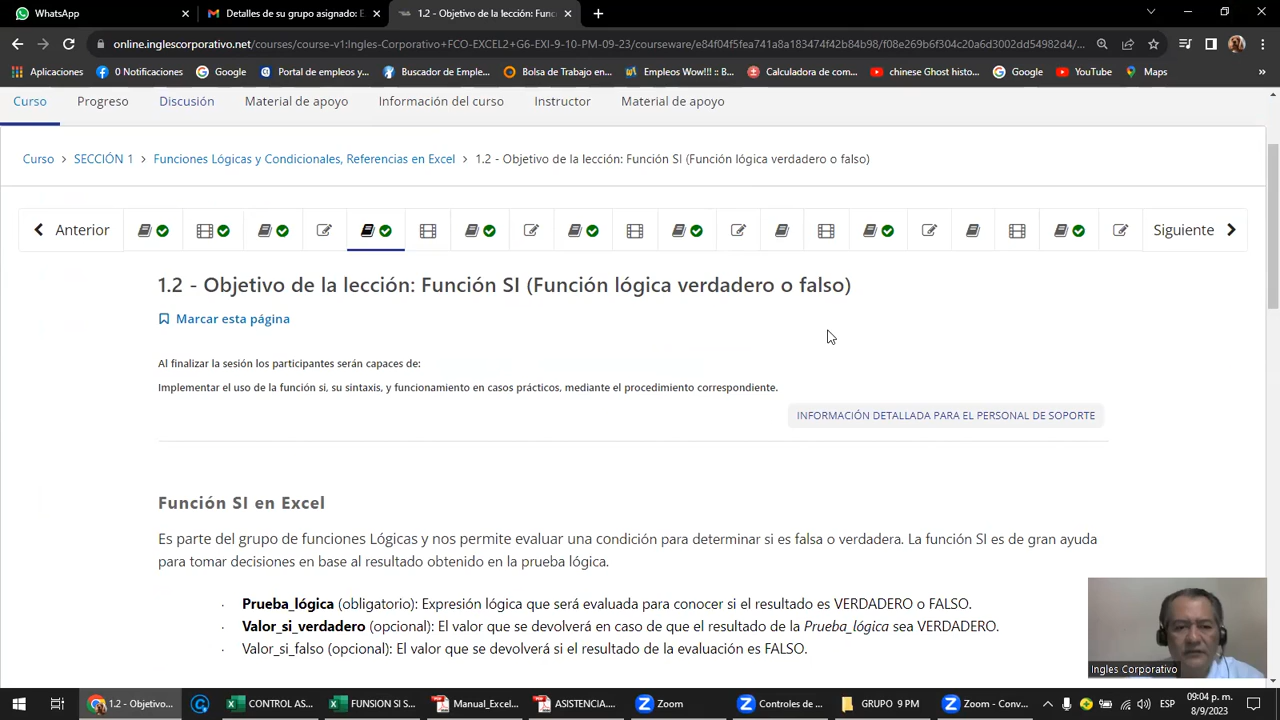 WhatsApp
Detalles de su grupo asignado: E
1.2 - Objetivo de la lección: Func
online.inglescorporativo.net/courses/course-v1:Ingles-Corporativo+FCO-EXCEL2+G6-EXI-9-10-PM-09-23/courseware/e84f04f5fea741a8a183474f42b84b98/f08e269b6f304c20a6d3002dd54982d4/...
Aplicaciones
0 Notificaciones
Google
Portal de empleos y...
Buscador de Emple...
Bolsa de Trabajo en...
Empleos Wow!!! :: B...
Calculadora de com...
chinese Ghost histo...
Google
YouTube
Maps
»
Curso
Progreso
Discusión
Material de apoyo
Información del curso
Instructor
Material de apoyo
Curso > SECCIÓN 1 > Funciones Lógicas y Condicionales, Referencias en Excel > 1.2 - Objetivo de la lección: Función SI (Función lógica verdadero o falso)
Anterior
Siguiente
1.2 - Objetivo de la lección: Función SI (Función lógica verdadero o falso)
Marcar esta página
Al finalizar la sesión los participantes serán capaces de:
Implementar el uso de la función si, su sintaxis, y funcionamiento en casos prácticos, mediante el procedimiento correspondiente.
INFORMACIÓN DETALLADA PARA EL PERSONAL DE SOPORTE
Función SI en Excel
Es parte del grupo de funciones Lógicas y nos permite evaluar una condición para determinar si es falsa o verdadera. La función SI es de gran ayuda
para tomar decisiones en base al resultado obtenido en la prueba lógica.
· Prueba_lógica (obligatorio): Expresión lógica que será evaluada para conocer si el resultado es VERDADERO o FALSO.
· Valor_si_verdadero (opcional): El valor que se devolverá en caso de que el resultado de la Prueba_lógica sea VERDADERO.
· Valor_si_falso (opcional): El valor que se devolverá si el resultado de la evaluación es FALSO.
Ingles Corporativo
1.2 - Objetivo...
CONTROL AS...
FUNSION SI S...
Manual_Excel...
ASISTENCIA...
Zoom
Controles de ...
GRUPO 9 PM
Zoom - Conv...
ESP
09:04 p. m.
8/9/2023